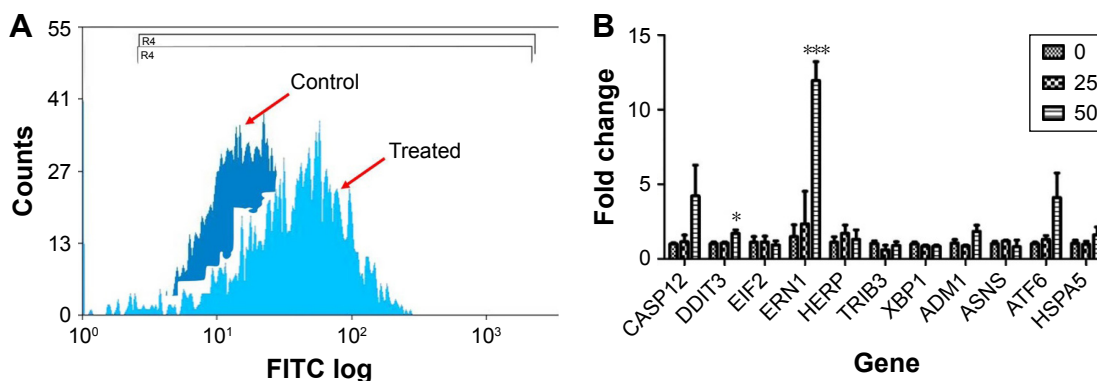 A
Counts
55
41
27
13
0
R4
R4
Control
Treated
10⁰
10¹
10²
10³
FITC log
B
Fold change
15
10
5
0
*
***
0
25
50
CASP12
DDIT3
EIF2
ERN1
HERP
TRIB3
XBP1
ADM1
ASNS
ATF6
HSPA5
Gene